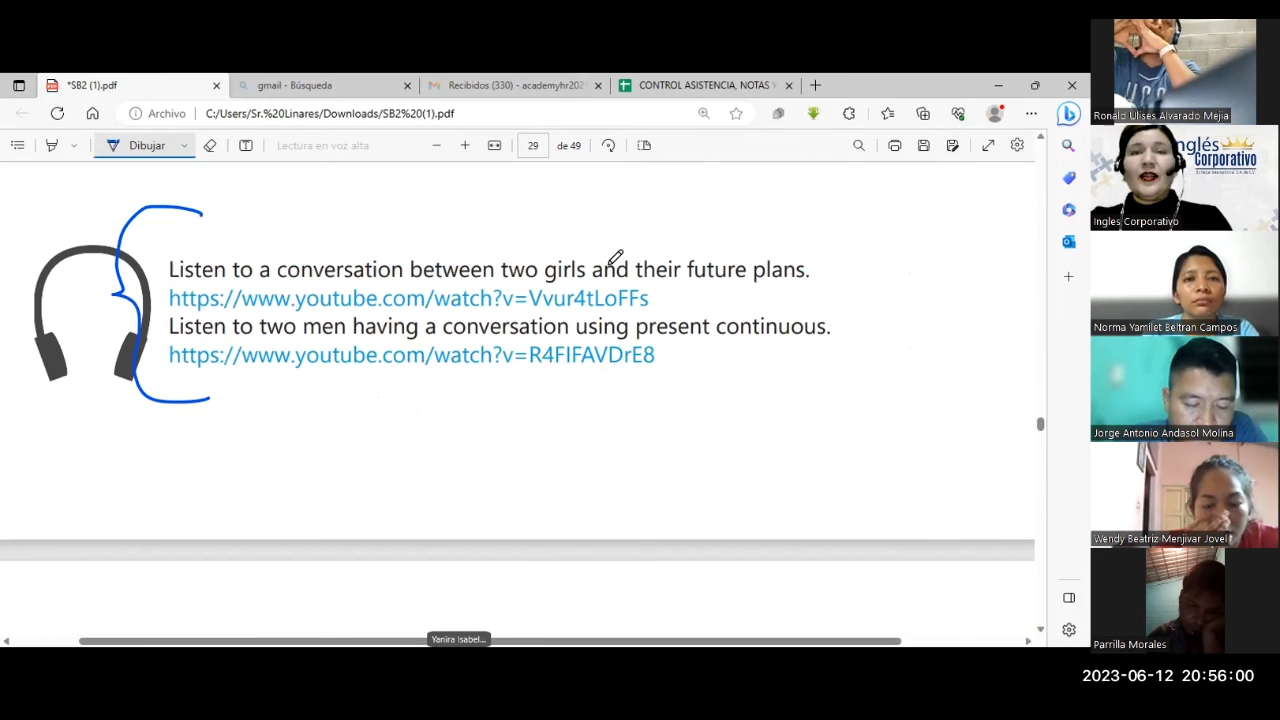 *SB2 (1).pdf
gmail - Búsqueda
Recibidos (330) - academyhr202
CONTROL ASISTENCIA, NOTAS Y
Archivo
C:/Users/Sr.%20Linares/Downloads/SB2%20(1).pdf
Dibujar
Lectura en voz alta
29
de 49
Listen to a conversation between two girls and their future plans.
https://www.youtube.com/watch?v=Vvur4tLoFFs
Listen to two men having a conversation using present continuous.
https://www.youtube.com/watch?v=R4FIFAVDrE8
Yanira Isabel...
Ronald Ulises Alvarado Mejia
Inglés
Corporativo
Ingles Corporativo
Norma Yamilet Beltran Campos
Jorge Antonio Andasol Molina
Wendy Beatriz Menjivar Jovel
Parrilla Morales
2023-06-12 20:56:00